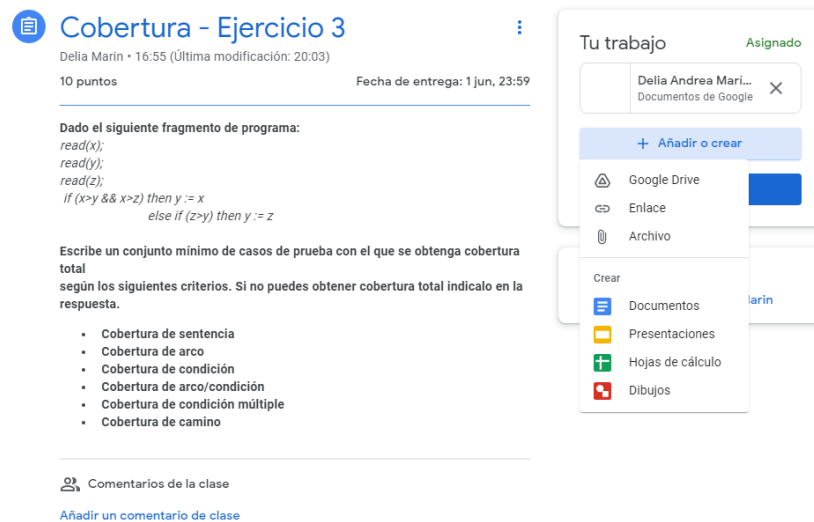 Cobertura - Ejercicio 3
Delia Marin • 16:55 (Última modificación: 20:03)
10 puntos
Fecha de entrega: 1 jun, 23:59
Dado el siguiente fragmento de programa:
read(x);
read(y);
read(z);
if (x>y && x>z) then y := x
else if (z>y) then y := z
Escribe un conjunto mínimo de casos de prueba con el que se obtenga cobertura
total
según los siguientes criterios. Si no puedes obtener cobertura total indicalo en la
respuesta.
• Cobertura de sentencia
• Cobertura de arco
• Cobertura de condición
• Cobertura de arco/condición
• Cobertura de condición múltiple
• Cobertura de camino
Comentarios de la clase
Añadir un comentario de clase
Tu trabajo
Asignado
Delia Andrea Marí...
Documentos de Google
+ Añadir o crear
Google Drive
Enlace
Archivo
Crear
Documentos
Presentaciones
Hojas de cálculo
Dibujos
arin